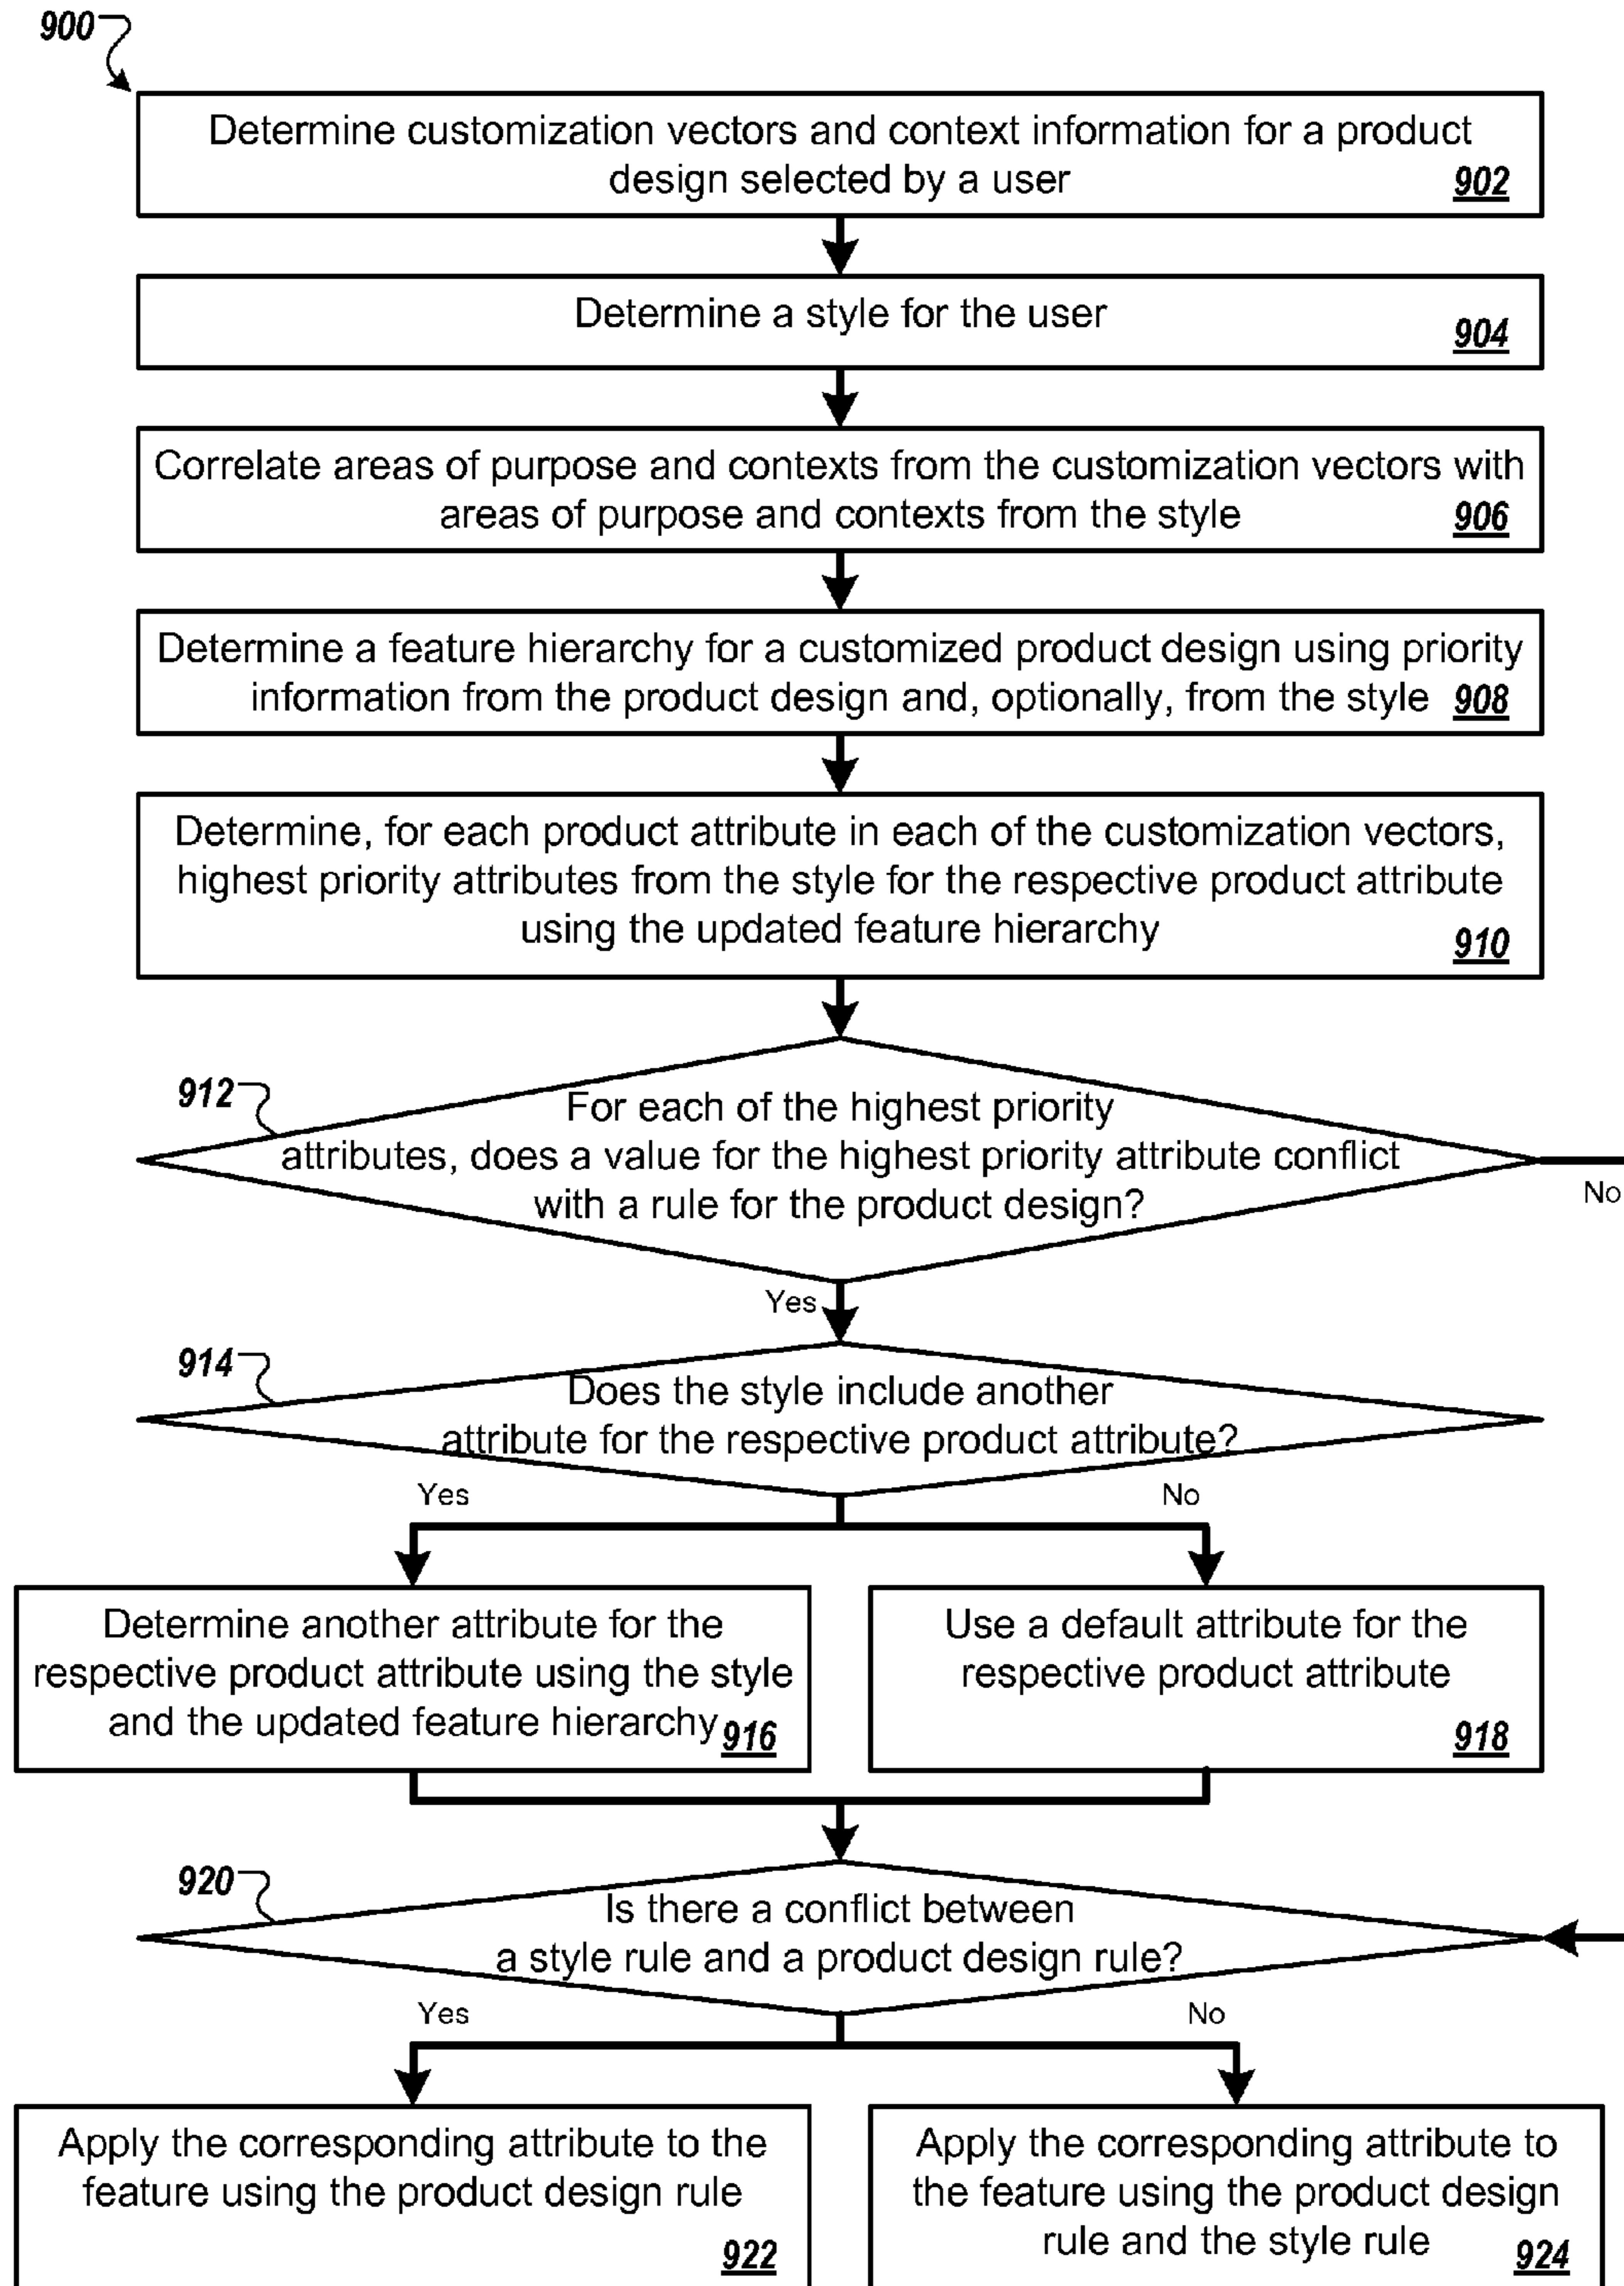 900
Determine customization vectors and context information for a product
design selected by a user
902
Determine a style for the user
904
Correlate areas of purpose and contexts from the customization vectors with
areas of purpose and contexts from the style
906
Determine a feature hierarchy for a customized product design using priority
information from the product design and, optionally, from the style 908
Determine, for each product attribute in each of the customization vectors,
highest priority attributes from the style for the respective product attribute
using the updated feature hierarchy
910
912
For each of the highest priority
attributes, does a value for the highest priority attribute conflict
with a rule for the product design?
No
Yes
914
Does the style include another
attribute for the respective product attribute?
Yes
No
Determine another attribute for the
respective product attribute using the style
and the updated feature hierarchy 916
Use a default attribute for the
respective product attribute
918
920
Is there a conflict between
a style rule and a product design rule?
Yes
No
Apply the corresponding attribute to the
feature using the product design rule
922
Apply the corresponding attribute to
the feature using the product design
rule and the style rule 924